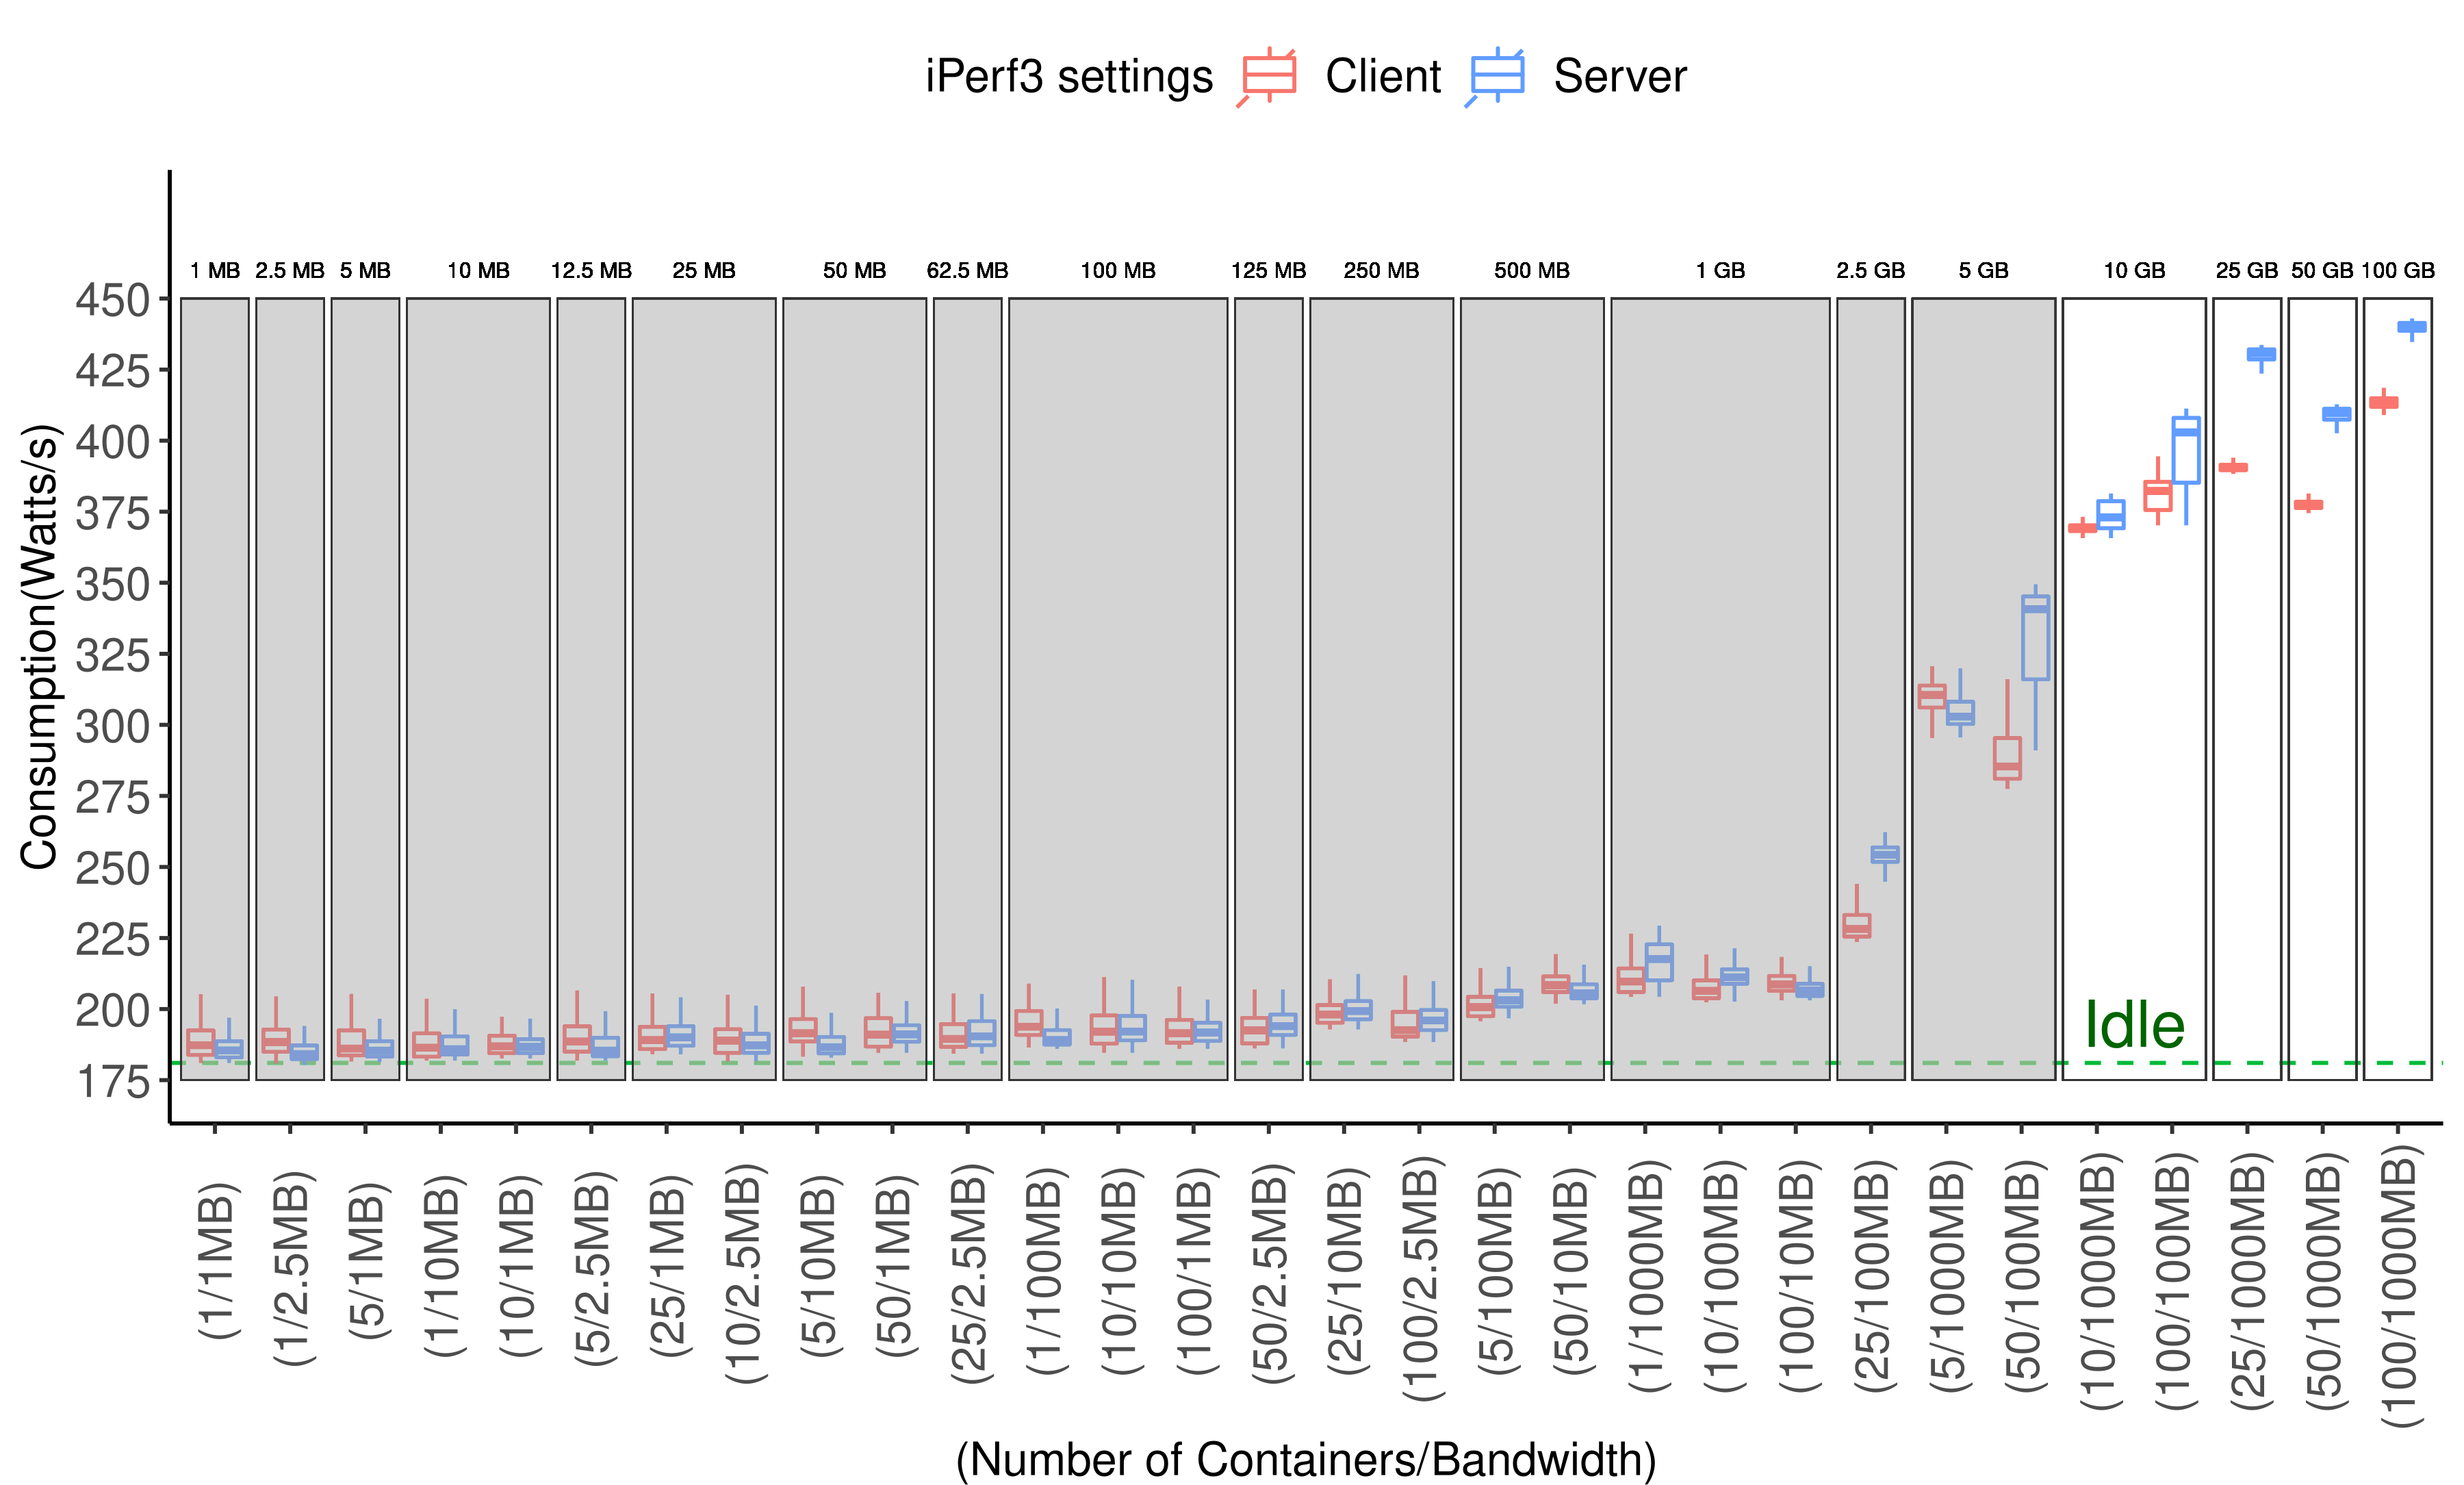 iPerf3 settings Client Server
1 MB 2.5 MB 5 MB 10 MB 12.5 MB 25 MB 50 MB 62.5 MB 100 MB 125 MB 250 MB 500 MB 1 GB 2.5 GB 5 GB 10 GB 25 GB 50 GB 100 GB
Consumption(Watts/s)
450
425
400
375
350
325
300
275
250
225
200
175
Idle
(1/1MB)
(1/2.5MB)
(5/1MB)
(1/10MB)
(10/1MB)
(5/2.5MB)
(25/1MB)
(10/2.5MB)
(5/10MB)
(50/1MB)
(25/2.5MB)
(1/100MB)
(10/10MB)
(100/1MB)
(50/2.5MB)
(25/10MB)
(100/2.5MB)
(5/100MB)
(50/10MB)
(1/1000MB)
(10/100MB)
(100/10MB)
(25/100MB)
(5/1000MB)
(50/100MB)
(10/1000MB)
(100/100MB)
(25/1000MB)
(50/1000MB)
(100/1000MB)
(Number of Containers/Bandwidth)